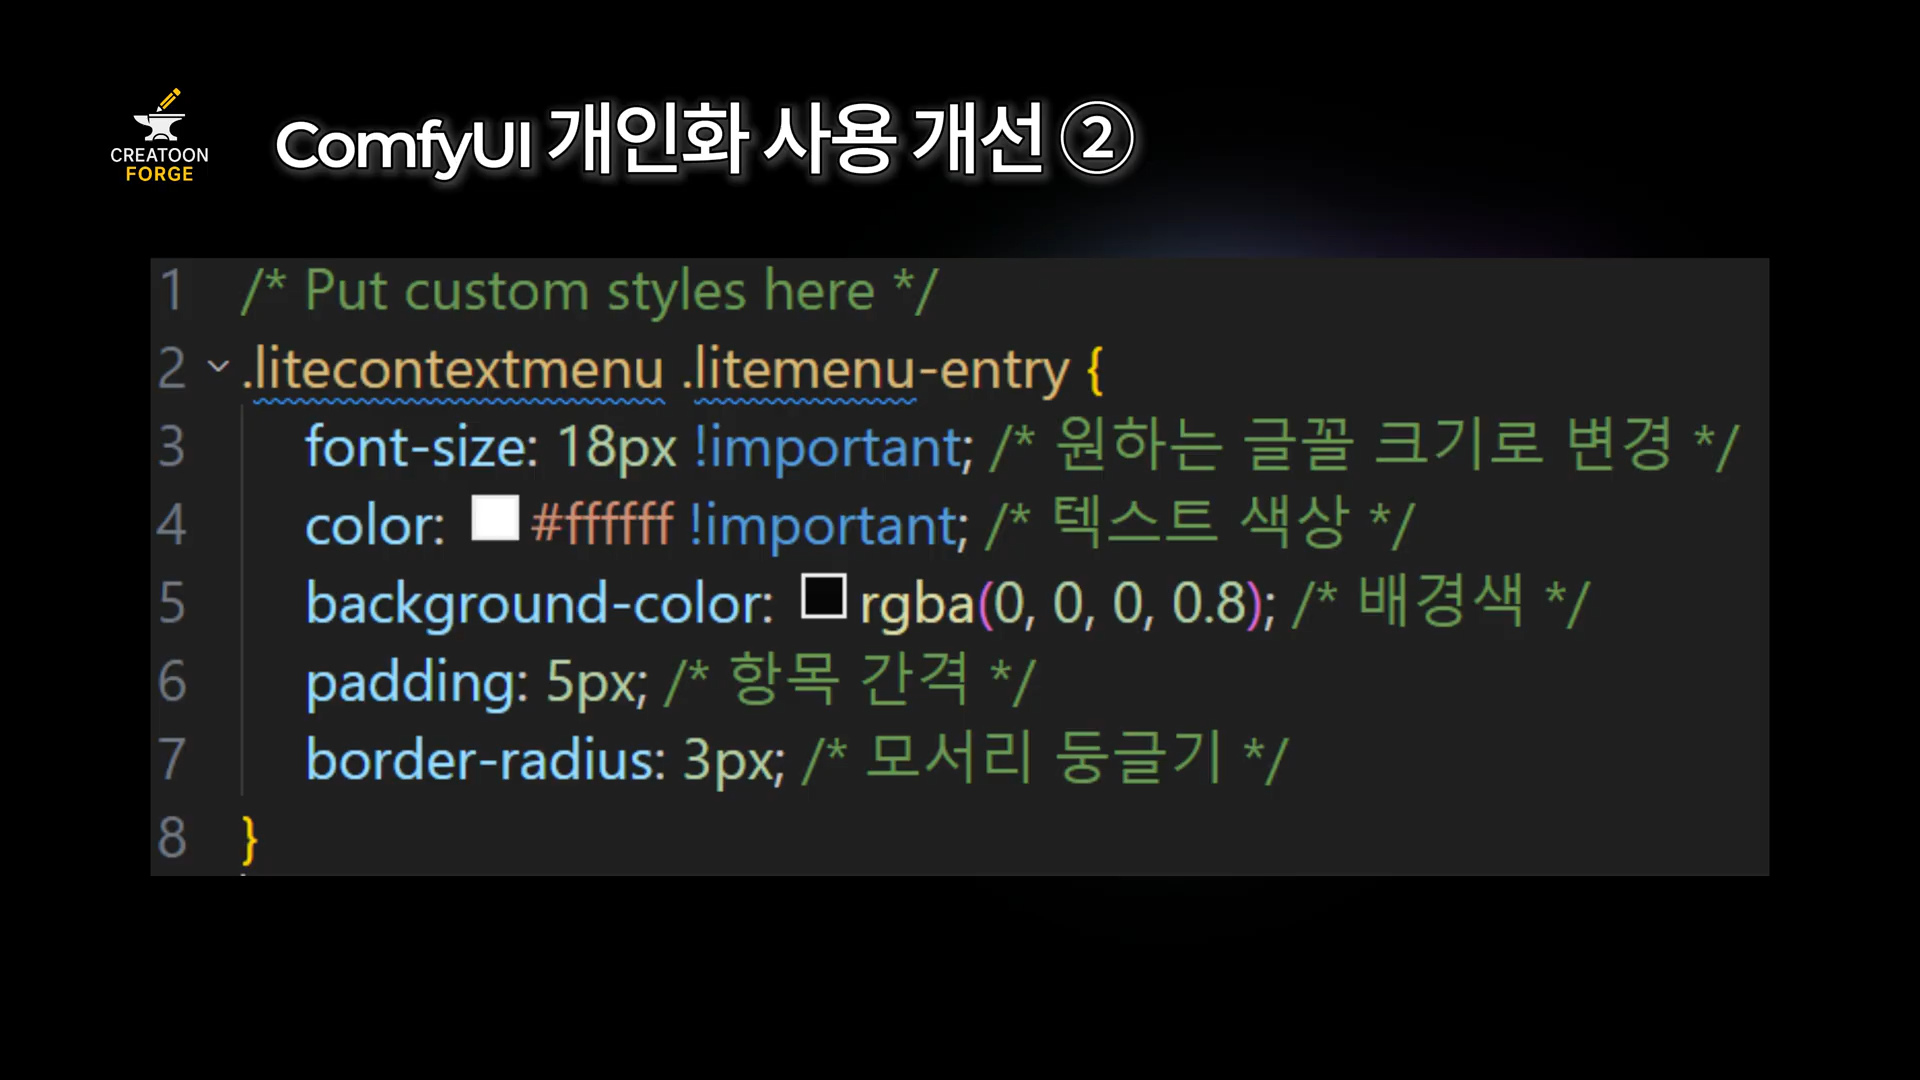 CREATOON
FORGE
ComfyUI 개인화 사용 개선 ②
1 /* Put custom styles here */
2 .litecontextmenu .litemenu-entry {
3 font-size: 18px !important; /* 원하는 글꼴 크기로 변경 */
4 color: #ffffff !important; /* 텍스트 색상 */
5 background-color: rgba(0, 0, 0, 0.8); /* 배경색 */
6 padding: 5px; /* 항목 간격 */
7 border-radius: 3px; /* 모서리 둥글기 */
8 }